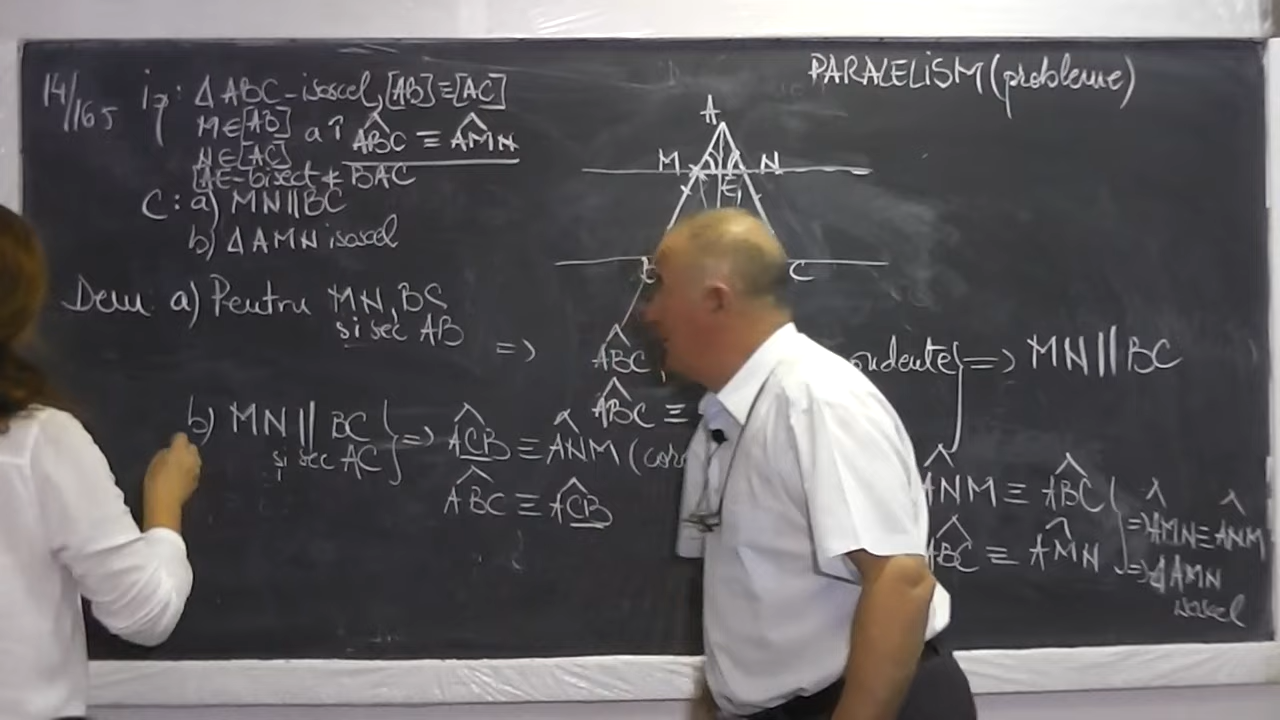 PARALELISM (probleme)
14/165 ip: Δ ABC - isoscel, [AB] ≡ [AC]
M ∈ [AB] a î ABC ≡ AMN
N ∈ [AC]
[AE - bisect ∢ BAC
C: a) MN || BC
b) Δ AMN isoscel
A
M N
E
C
Dem: a) Pentru MN, BC
și sec AB => ABC,
ondente} => MN || BC
ABC ≡
b) MN || BC
și sec AC} => ACB ≡ ANM (cor
ABC ≡ ACB
ANM ≡ ABC
ABC ≡ AMN
=> AMN ≡ ANM
=> Δ AMN
isoscel